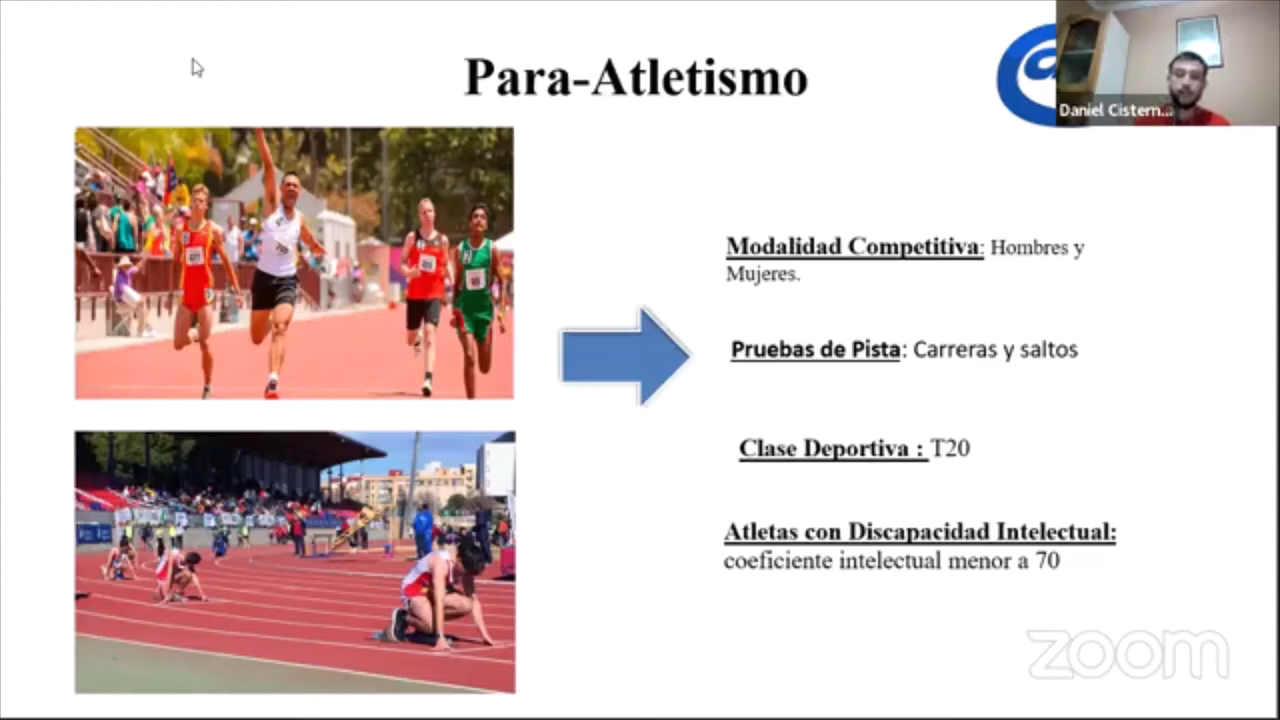 Para-Atletismo
Daniel Cistern...
Modalidad Competitiva: Hombres y
Mujeres.
Pruebas de Pista: Carreras y saltos
Clase Deportiva : T20
Atletas con Discapacidad Intelectual:
coeficiente intelectual menor a 70
zoom